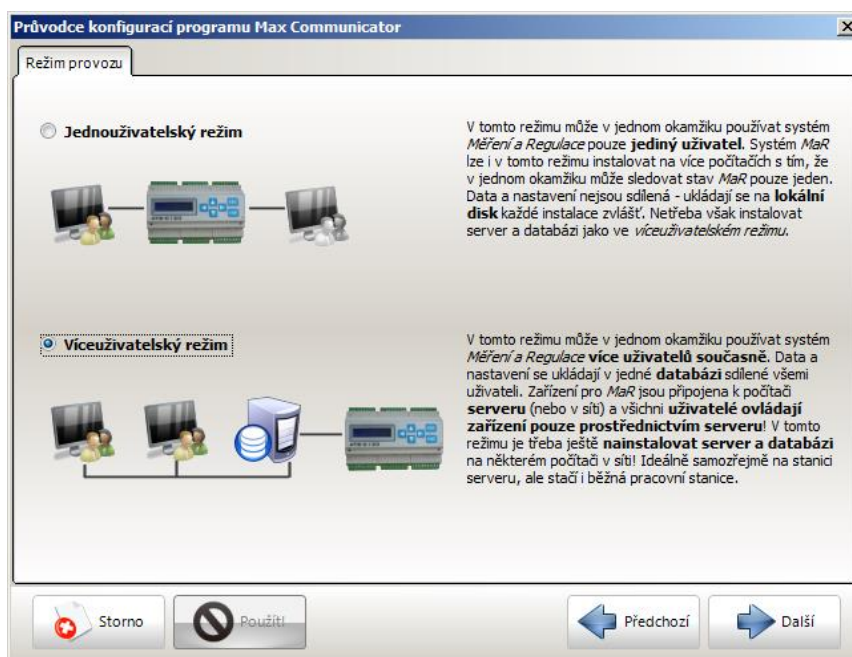 Průvodce konfigurací programu Max Communicator
Režim provozu
Jednouživatelský režim
V tomto režimu může v jednom okamžiku používat systém
Měření a Regulace pouze jediný uživatel. Systém MaR
lze i v tomto režimu instalovat na více počítačích s tím, že
v jednom okamžiku může sledovat stav MaR pouze jeden.
Data a nastavení nejsou sdílená - ukládají se na lokální
disk každé instalace zvlášť. Netřeba však instalovat
server a databázi jako ve víceuživatelském režimu.
Víceuživatelský režim
V tomto režimu může v jednom okamžiku používat systém
Měření a Regulace více uživatelů současně. Data a
nastavení se ukládají v jedné databázi sdílené všemi
uživateli. Zařízení pro MaR jsou připojena k počítači
serveru (nebo v síti) a všichni uživatelé ovládají
zařízení pouze prostřednictvím serveru! V tomto
režimu je třeba ještě nainstalovat server a databázi
na některém počítači v síti! Ideálně samozřejmě na stanici
serveru, ale stačí i běžná pracovní stanice.
Storno
Použít!
Předchozí
Další